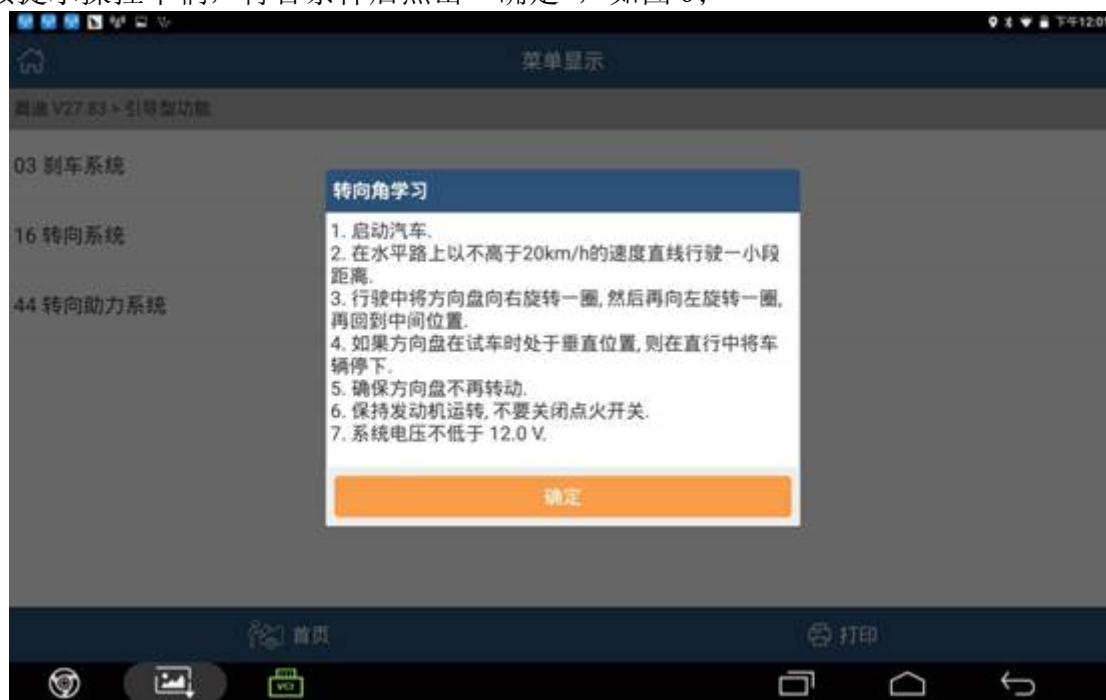 下午12:01
菜单显示
奥迪 V27.83 > 引导型功能
03 刹车系统
16 转向系统
44 转向助力系统
转向角学习
1. 启动汽车.
2. 在水平路上以不高于20km/h的速度直线行驶一小段
距离.
3. 行驶中将方向盘向右旋转一圈, 然后再向左旋转一圈,
再回到中间位置.
4. 如果方向盘在试车时处于垂直位置, 则在直行中将车
辆停下.
5. 确保方向盘不再转动.
6. 保持发动机运转, 不要关闭点火开关.
7. 系统电压不低于 12.0 V.
确定
首页
打印
VCI